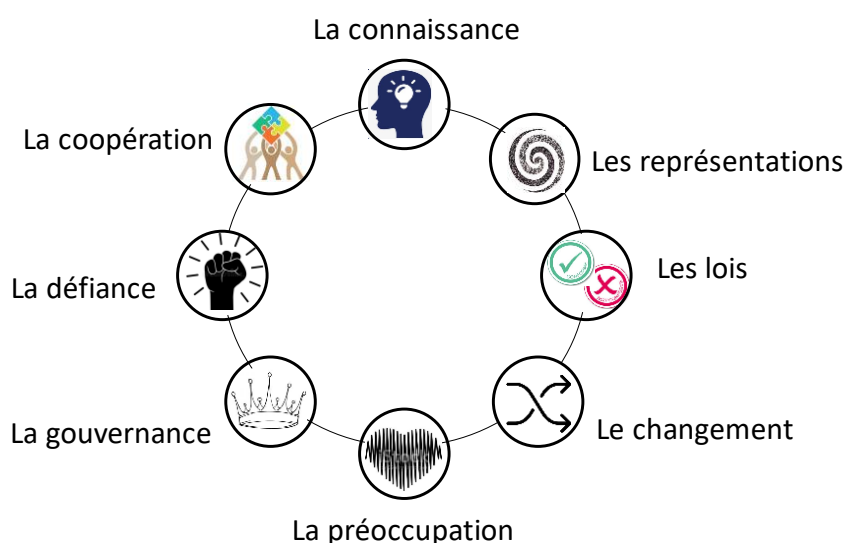 La connaissance
La coopération
Les représentations
Les lois
La défiance
Le changement
La gouvernance
La préoccupation